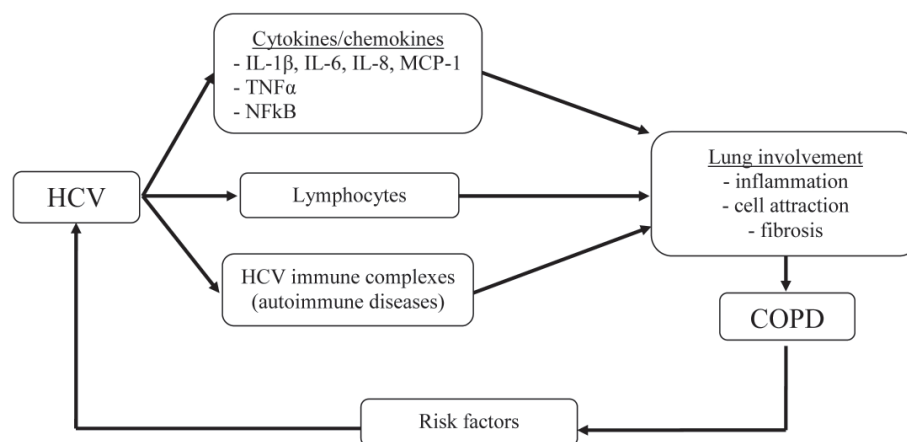 Cytokines/chemokines
- IL-1β, IL-6, IL-8, MCP-1
- TNFα
- NFkB
HCV
Lymphocytes
HCV immune complexes
(autoimmune diseases)
Lung involvement
- inflammation
- cell attraction
- fibrosis
COPD
Risk factors